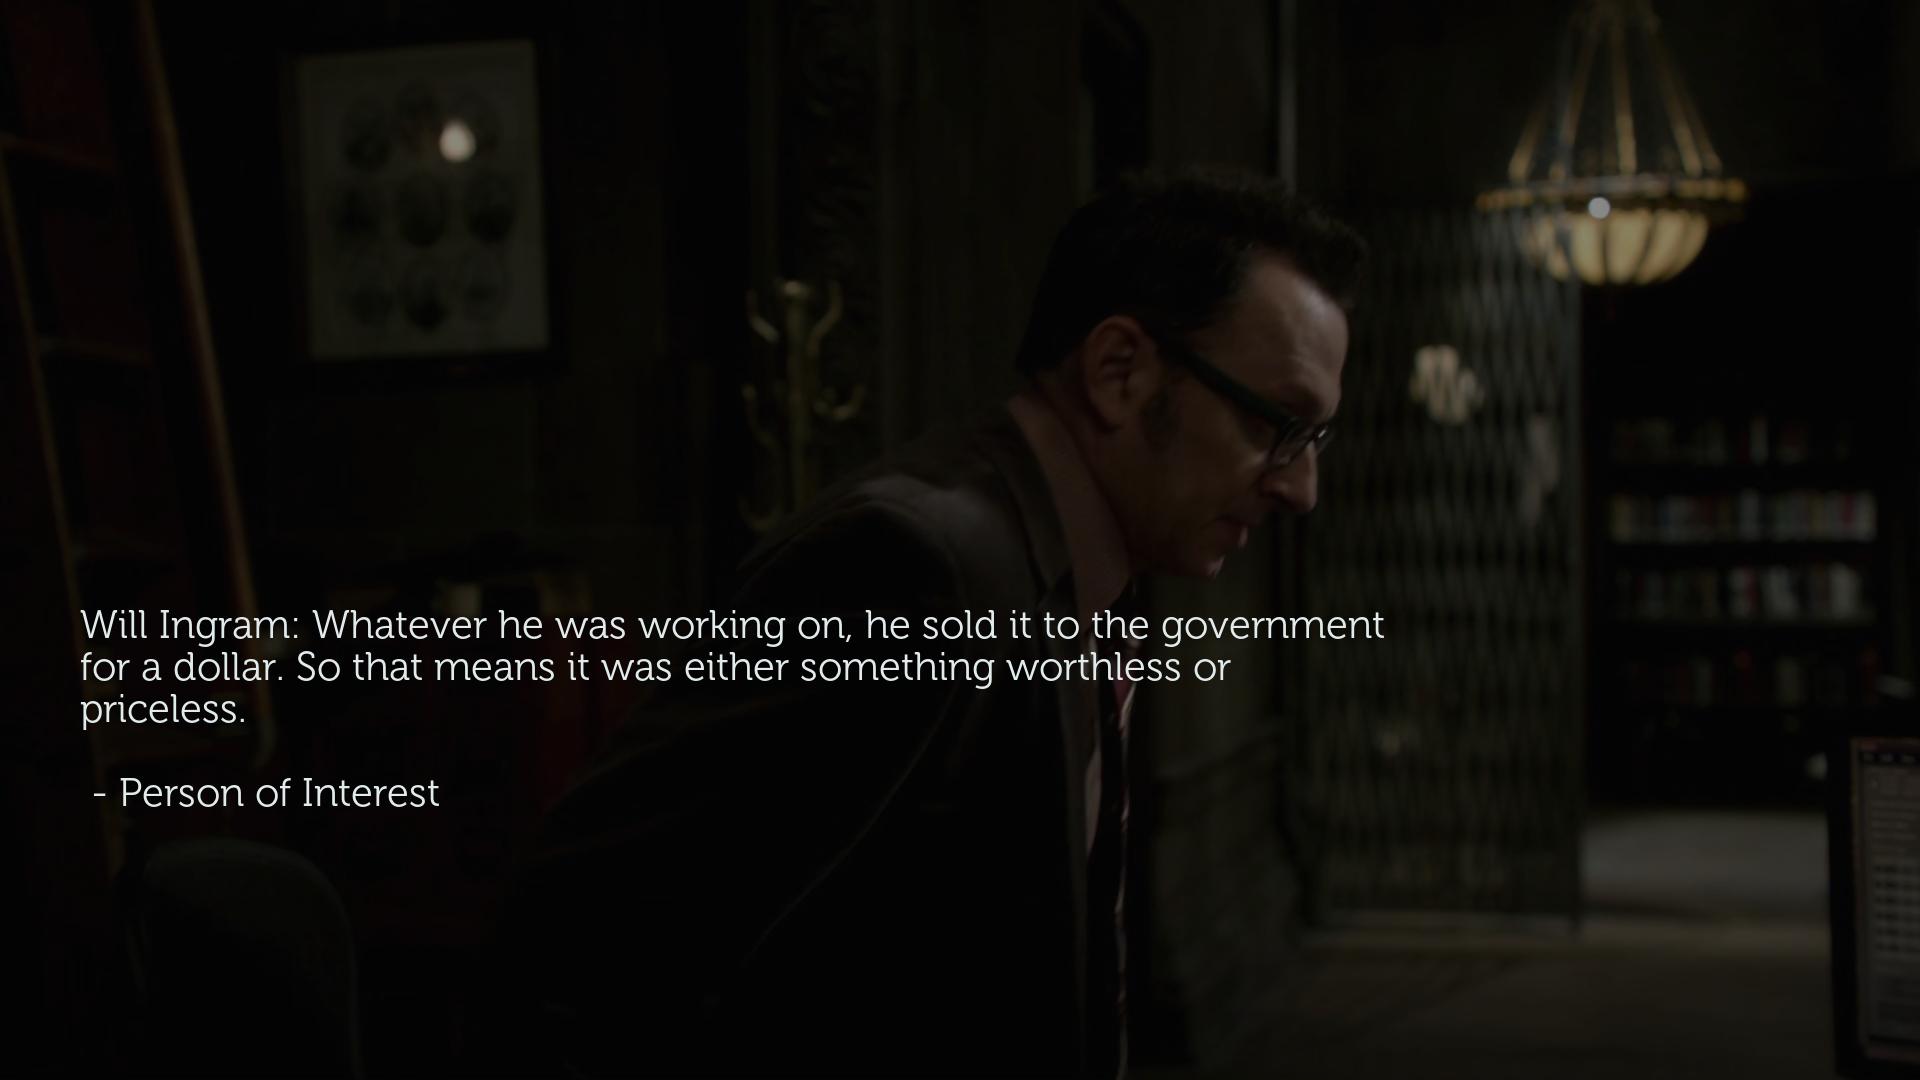 Will Ingram: Whatever he was working on, he sold it to the government
for a dollar. So that means it was either something worthless or
priceless.
- Person of Interest